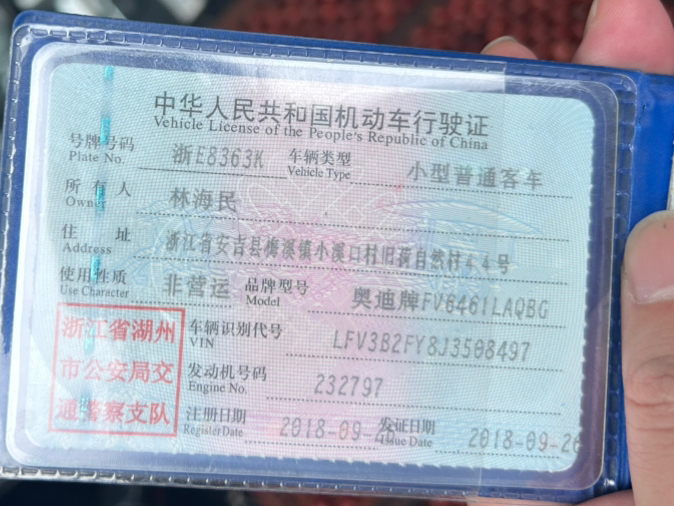 中华人民共和国机动车行驶证
Vehicle License of the People's Republic of China
号牌号码 浙E8363K 车辆类型 小型普通客车
Plate No. Vehicle Type
所有人 林海民
Owner
住址 浙江省安吉县梅溪镇小溪口村旧荷自然村44号
Address
使用性质 非营运 品牌型号 奥迪牌FV6461LAQBG
Use Character Model
浙江省湖州 车辆识别代号 LFV3B2FY8J3508497
VIN
市公安局交 发动机号码 232797
Engine No.
通警察支队 注册日期 2018-09- 发证日期 2018-09-26
Register Date Issue Date